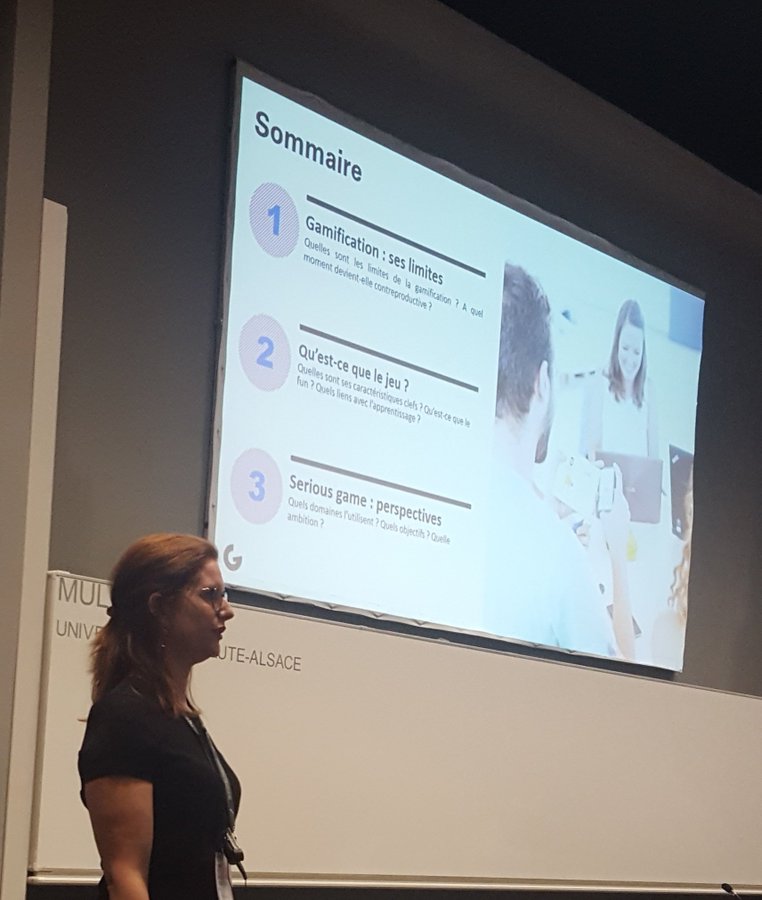 Sommaire
1
Gamification : ses limites
Quelles sont les limites de la gamification ? A quel
moment devient-elle contreproductive ?
2
Qu'est-ce que le jeu ?
Quelles sont ses caractéristiques clefs ? Qu'est-ce que le
fun ? Quels liens avec l'apprentissage ?
3
Serious game : perspectives
Quels domaines l'utilisent ? Quels objectifs ? Quelle
ambition ?
G
MUL
UNIV UTE-ALSACE